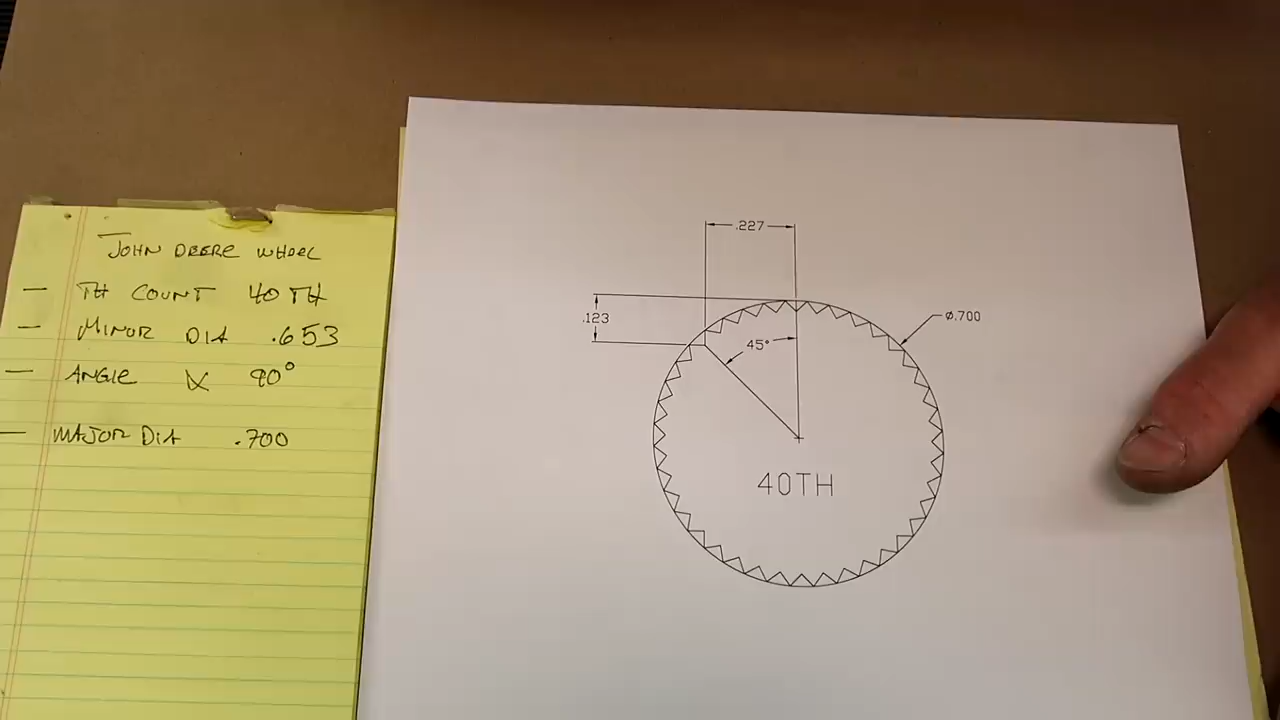 JOHN DEERE WHEEL
— TH COUNT 40 TH
— MINOR DIA .653
— ANGLE 90°
— MAJOR DIA .700
.227
.123
Ø.700
45°
40TH